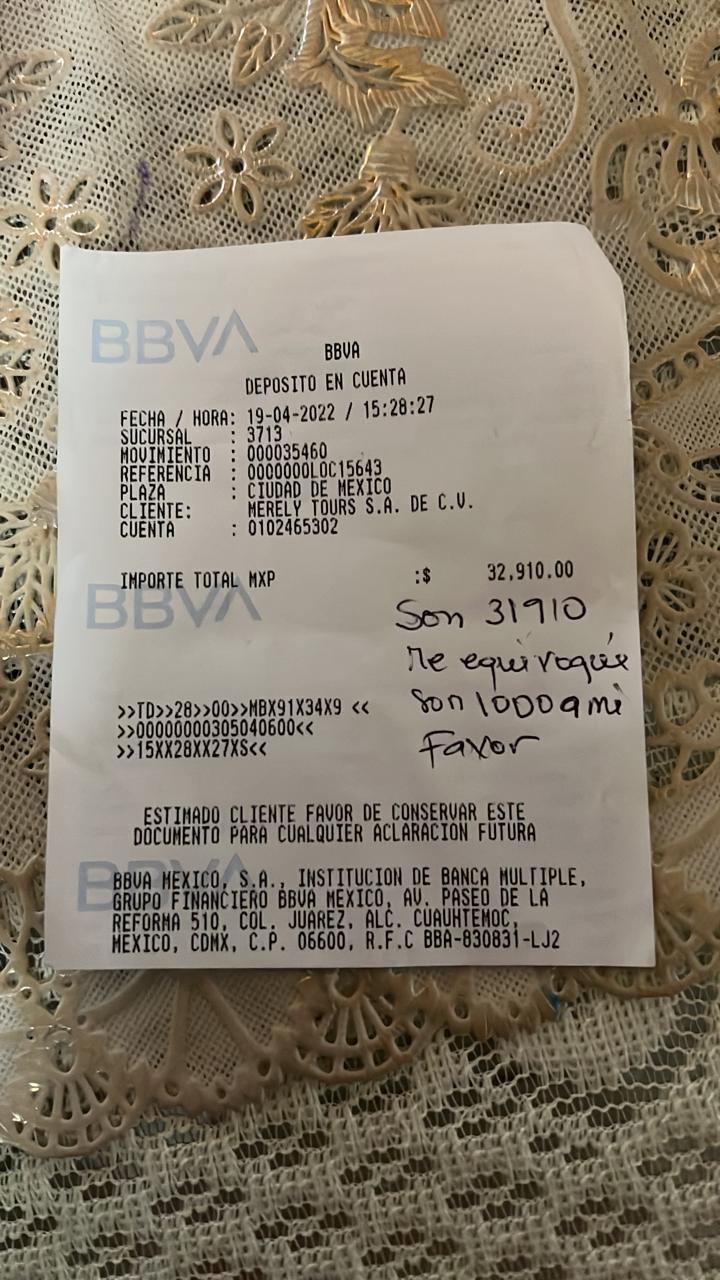 BBVA
BBVA
DEPOSITO EN CUENTA
FECHA / HORA: 19-04-2022 / 15:28:27
SUCURSAL : 3713
MOVIMIENTO : 000035460
REFERENCIA : 0000000LOC15643
PLAZA : CIUDAD DE MEXICO
CLIENTE: MERELY TOURS S.A. DE C.V.
CUENTA : 0102465302
IMPORTE TOTAL MXP :$ 32,910.00
BBVA
Son 31910
Me equivoqué
Son 1000 a mi
Favor
>>TD>>28>>00>>MBX91X34X9 <<
>>00000000305040600<<
>>15XX28XX27XS<<
ESTIMADO CLIENTE FAVOR DE CONSERVAR ESTE
DOCUMENTO PARA CUALQUIER ACLARACION FUTURA
BBVA
BBVA MEXICO, S.A., INSTITUCION DE BANCA MULTIPLE,
GRUPO FINANCIERO BBVA MEXICO, AV. PASEO DE LA
REFORMA 510, COL. JUAREZ, ALC. CUAUHTEMOC,
MEXICO, CDMX, C.P. 06600, R.F.C BBA-830831-LJ2